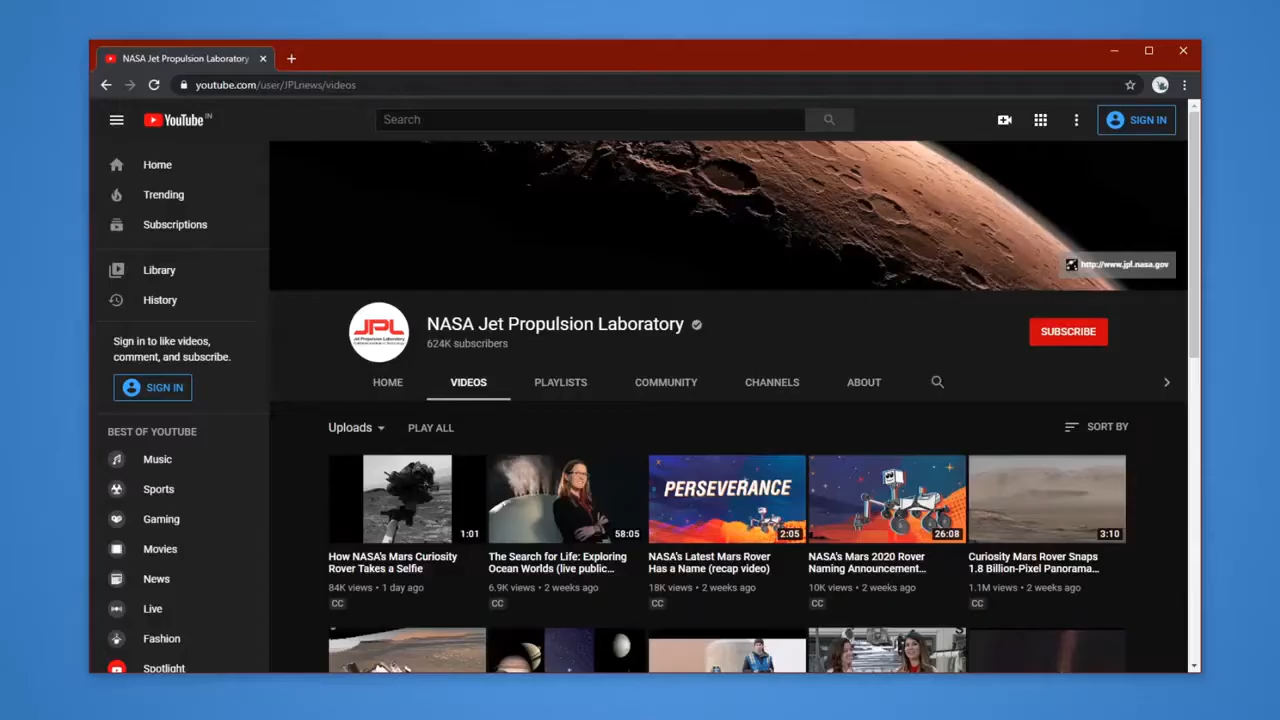 NASA Jet Propulsion Laboratory
youtube.com/user/JPLnews/videos
YouTube IN
Search
SIGN IN
Home
Trending
Subscriptions
Library
History
Sign in to like videos,
comment, and subscribe.
SIGN IN
BEST OF YOUTUBE
Music
Sports
Gaming
Movies
News
Live
Fashion
Spotlight
http://www.jpl.nasa.gov
JPL
Jet Propulsion Laboratory
NASA Jet Propulsion Laboratory
624K subscribers
SUBSCRIBE
HOME VIDEOS PLAYLISTS COMMUNITY CHANNELS ABOUT
Uploads PLAY ALL SORT BY
1:01
How NASA's Mars Curiosity
Rover Takes a Selfie
84K views • 1 day ago
CC
58:05
The Search for Life: Exploring
Ocean Worlds (live public...
6.9K views • 2 weeks ago
CC
PERSEVERANCE
2:05
NASA's Latest Mars Rover
Has a Name (recap video)
18K views • 2 weeks ago
CC
26:08
NASA's Mars 2020 Rover
Naming Announcement...
10K views • 2 weeks ago
CC
3:10
Curiosity Mars Rover Snaps
1.8 Billion-Pixel Panorama...
1.1M views • 2 weeks ago
CC